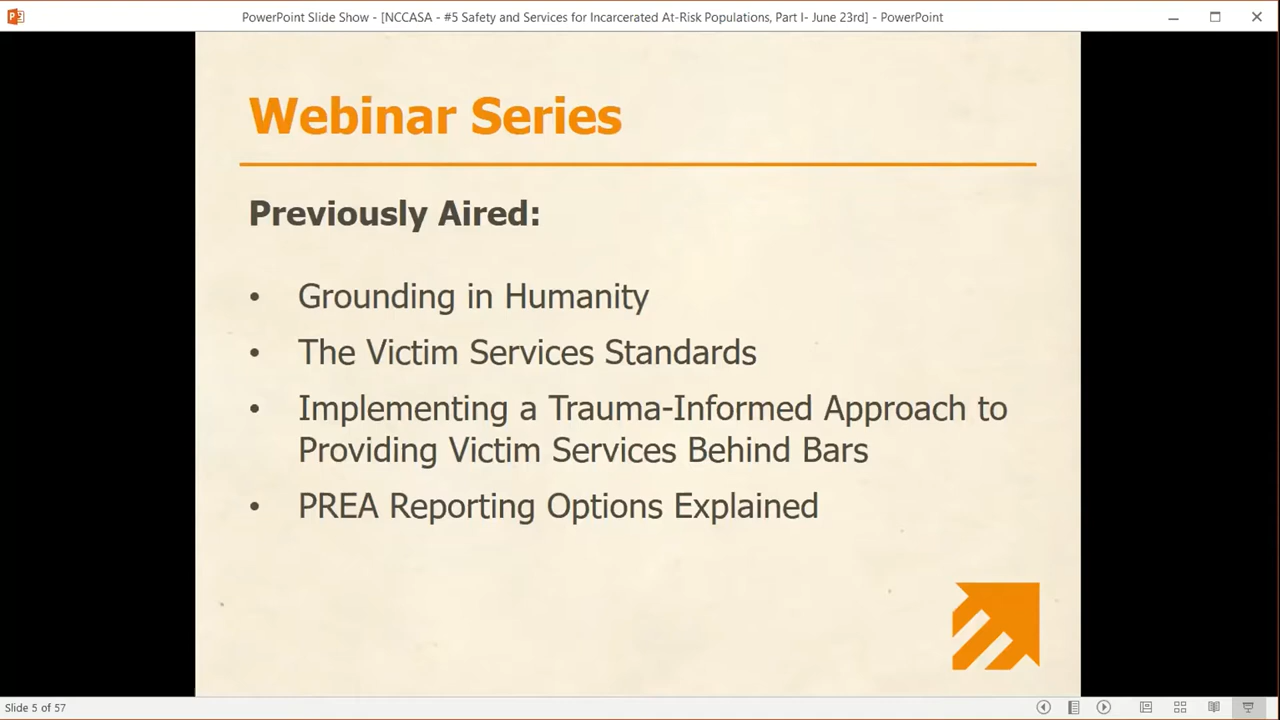 PowerPoint Slide Show - [NCCASA - #5 Safety and Services for Incarcerated At-Risk Populations, Part I- June 23rd] - PowerPoint
Webinar Series
Previously Aired:
• Grounding in Humanity
• The Victim Services Standards
• Implementing a Trauma-Informed Approach to
Providing Victim Services Behind Bars
• PREA Reporting Options Explained
Slide 5 of 57